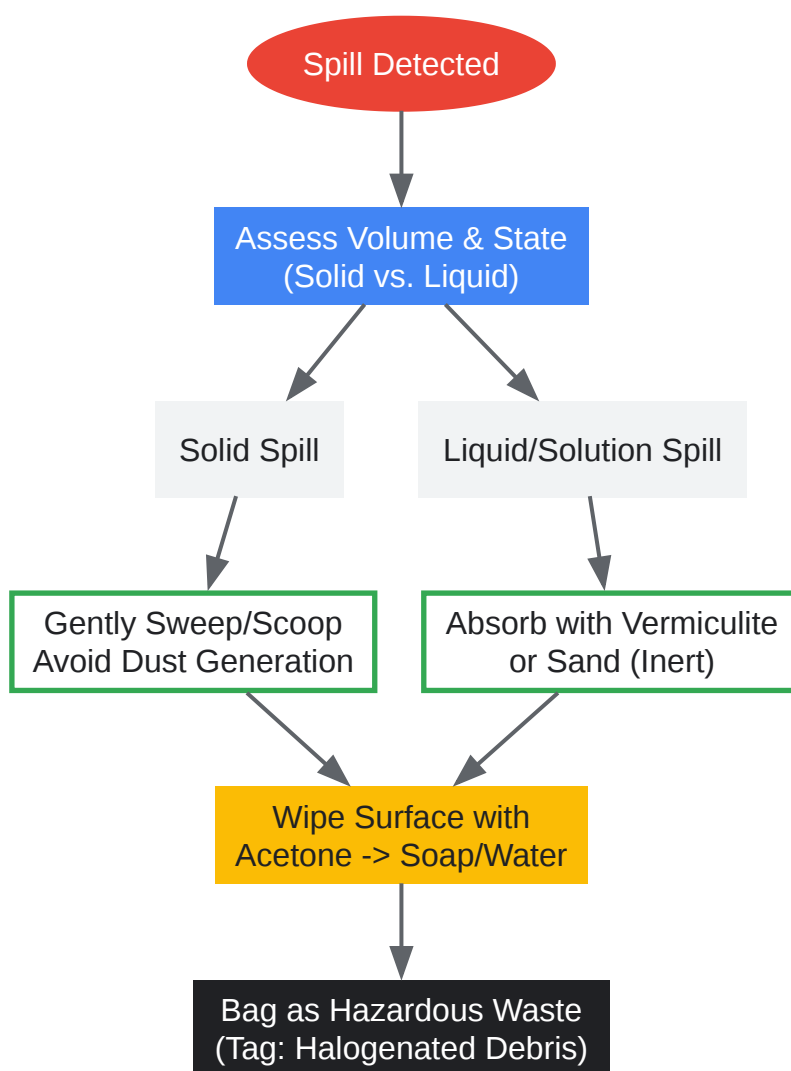 Spill Detected
Assess Volume & State
(Solid vs. Liquid)
Solid Spill
Liquid/Solution Spill
Gently Sweep/Scoop
Avoid Dust Generation
Absorb with Vermiculite
or Sand (Inert)
Wipe Surface with
Acetone -> Soap/Water
Bag as Hazardous Waste
(Tag: Halogenated Debris)